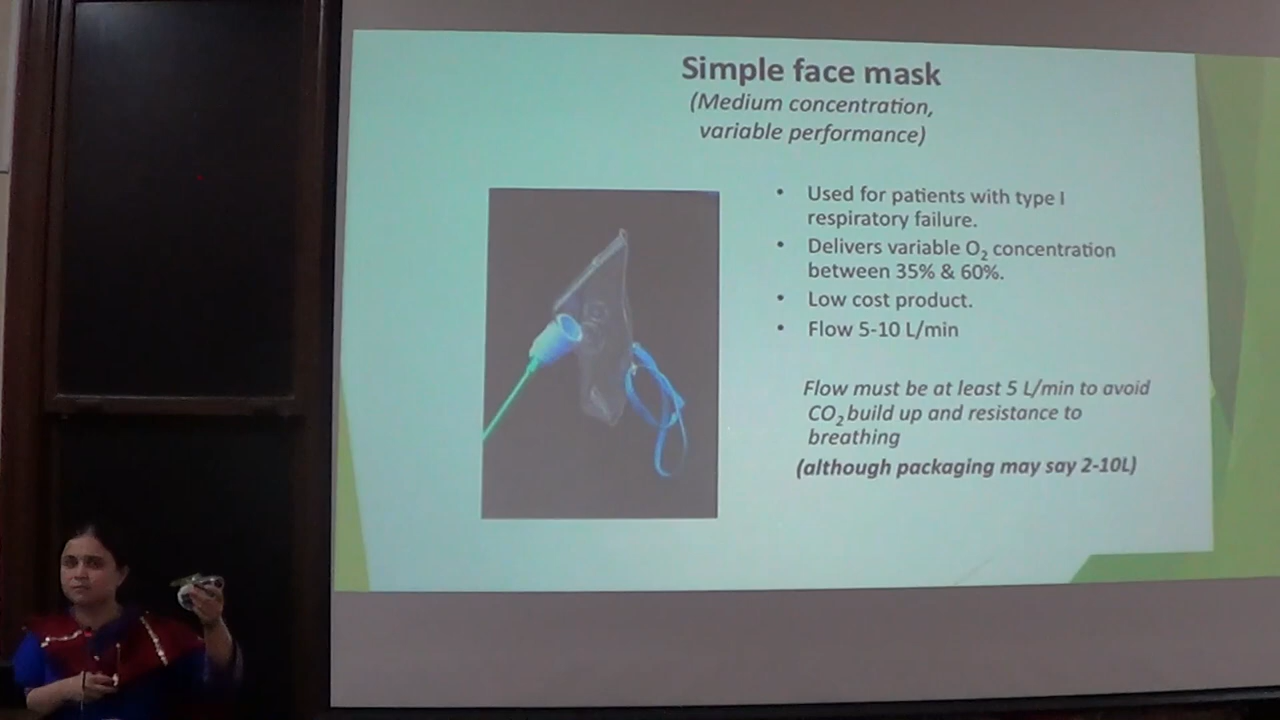 Simple face mask
(Medium concentration,
variable performance)
• Used for patients with type I
respiratory failure.
• Delivers variable O₂ concentration
between 35% & 60%.
• Low cost product.
• Flow 5-10 L/min
Flow must be at least 5 L/min to avoid
CO₂ build up and resistance to
breathing
(although packaging may say 2-10L)